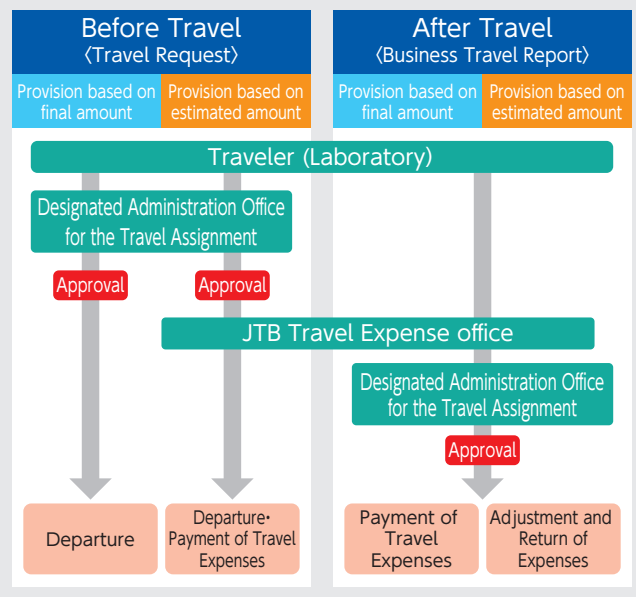 Before Travel
〈Travel Request〉
After Travel
〈Business Travel Report〉
Provision based on
final amount
Provision based on
estimated amount
Provision based on
final amount
Provision based on
estimated amount
Traveler (Laboratory)
Designated Administration Office
for the Travel Assignment
Approval
Approval
JTB Travel Expense office
Designated Administration Office
for the Travel Assignment
Approval
Departure
Departure・
Payment of Travel
Expenses
Payment of
Travel
Expenses
Adjustment and
Return of
Expenses